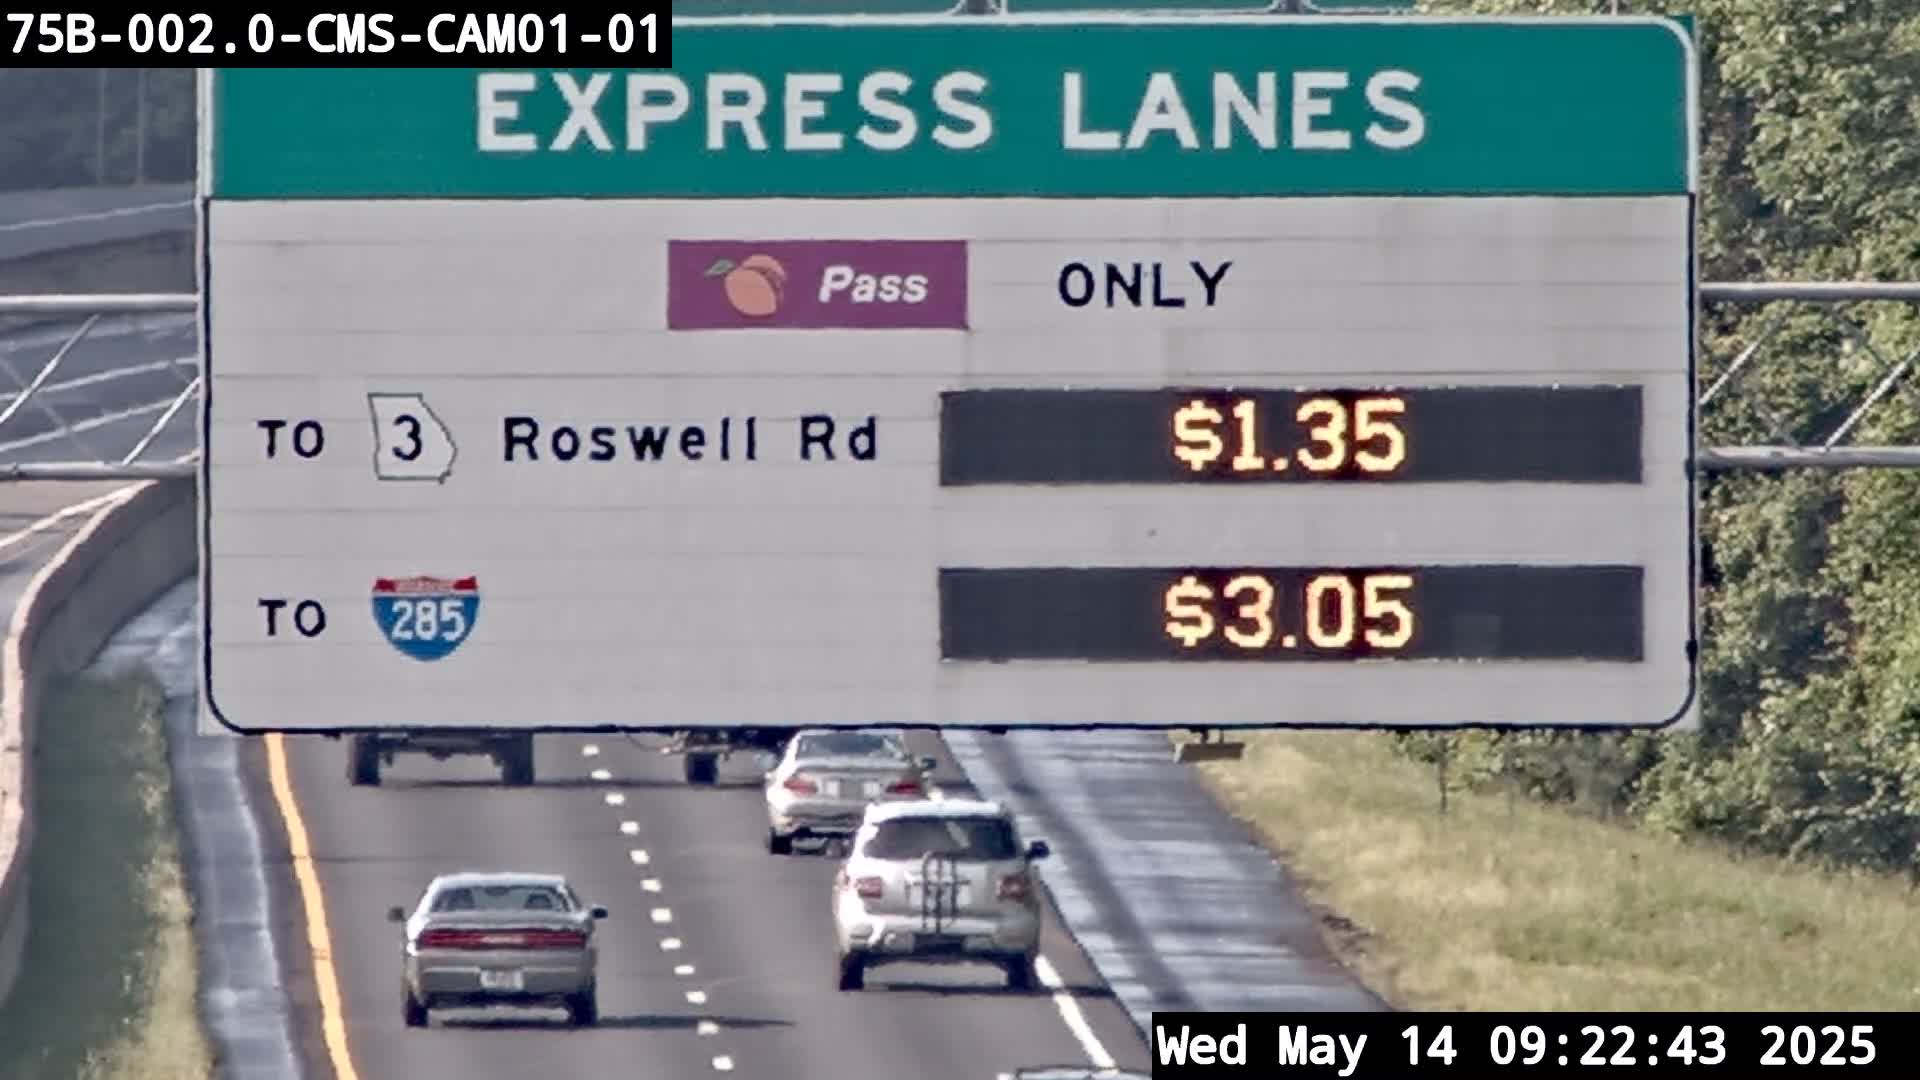 75B-002.0-CMS-CAM01-01
EXPRESS LANES
Pass ONLY
TO 3 Roswell Rd $1.35
TO 285 $3.05
Wed May 14 09:22:43 2025